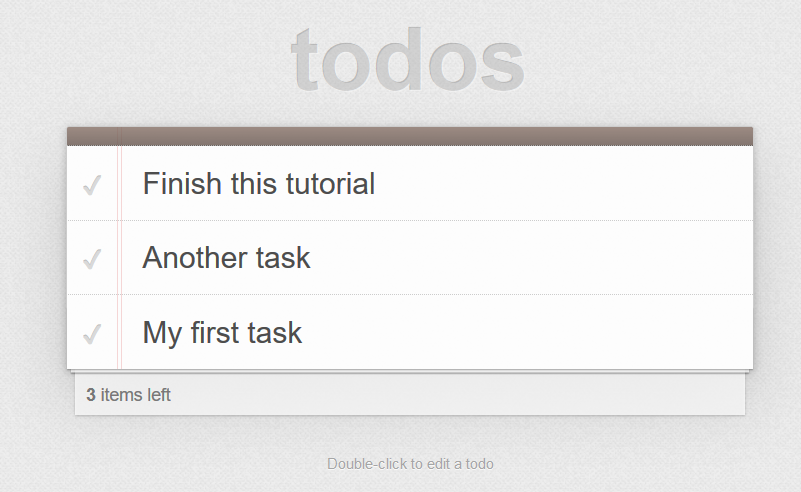 todos
Finish this tutorial
Another task
My first task
3 items left
Double-click to edit a todo